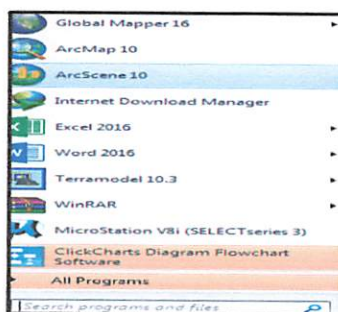 Global Mapper 16
ArcMap 10
ArcScene 10
Internet Download Manager
Excel 2016
Word 2016
Terramodel 10.3
WinRAR
MicroStation V8i (SELECTseries 3)
ClickCharts Diagram Flowchart
Software
All Programs
Search programs and files